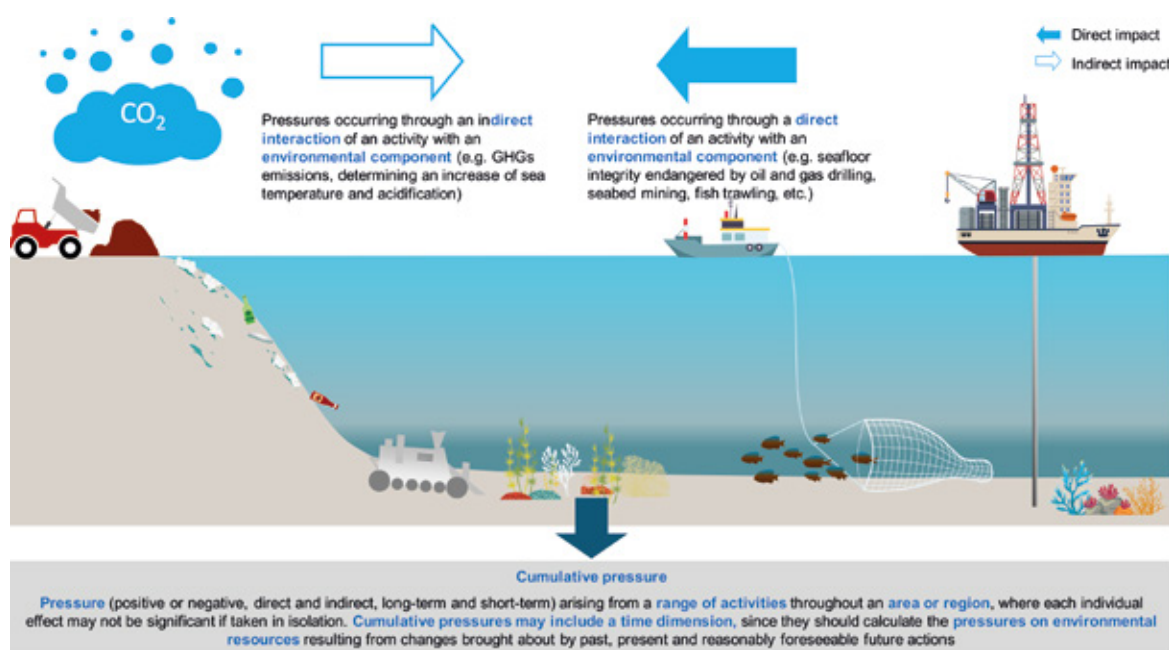 CO2
Direct impact
Indirect impact
Pressures occurring through an indirect
interaction of an activity with an
environmental component (e.g. GHGs
emissions, determining an increase of sea
temperature and acidification)
Pressures occurring through a direct
interaction of an activity with an
environmental component (e.g. seafloor
integrity endangered by oil and gas drilling,
seabed mining, fish trawling, etc.)
Cumulative pressure
Pressure (positive or negative, direct and indirect, long-term and short-term) arising from a range of activities throughout an area or region, where each individual
effect may not be significant if taken in isolation. Cumulative pressures may include a time dimension, since they should calculate the pressures on environmental
resources resulting from changes brought about by past, present and reasonably foreseeable future actions